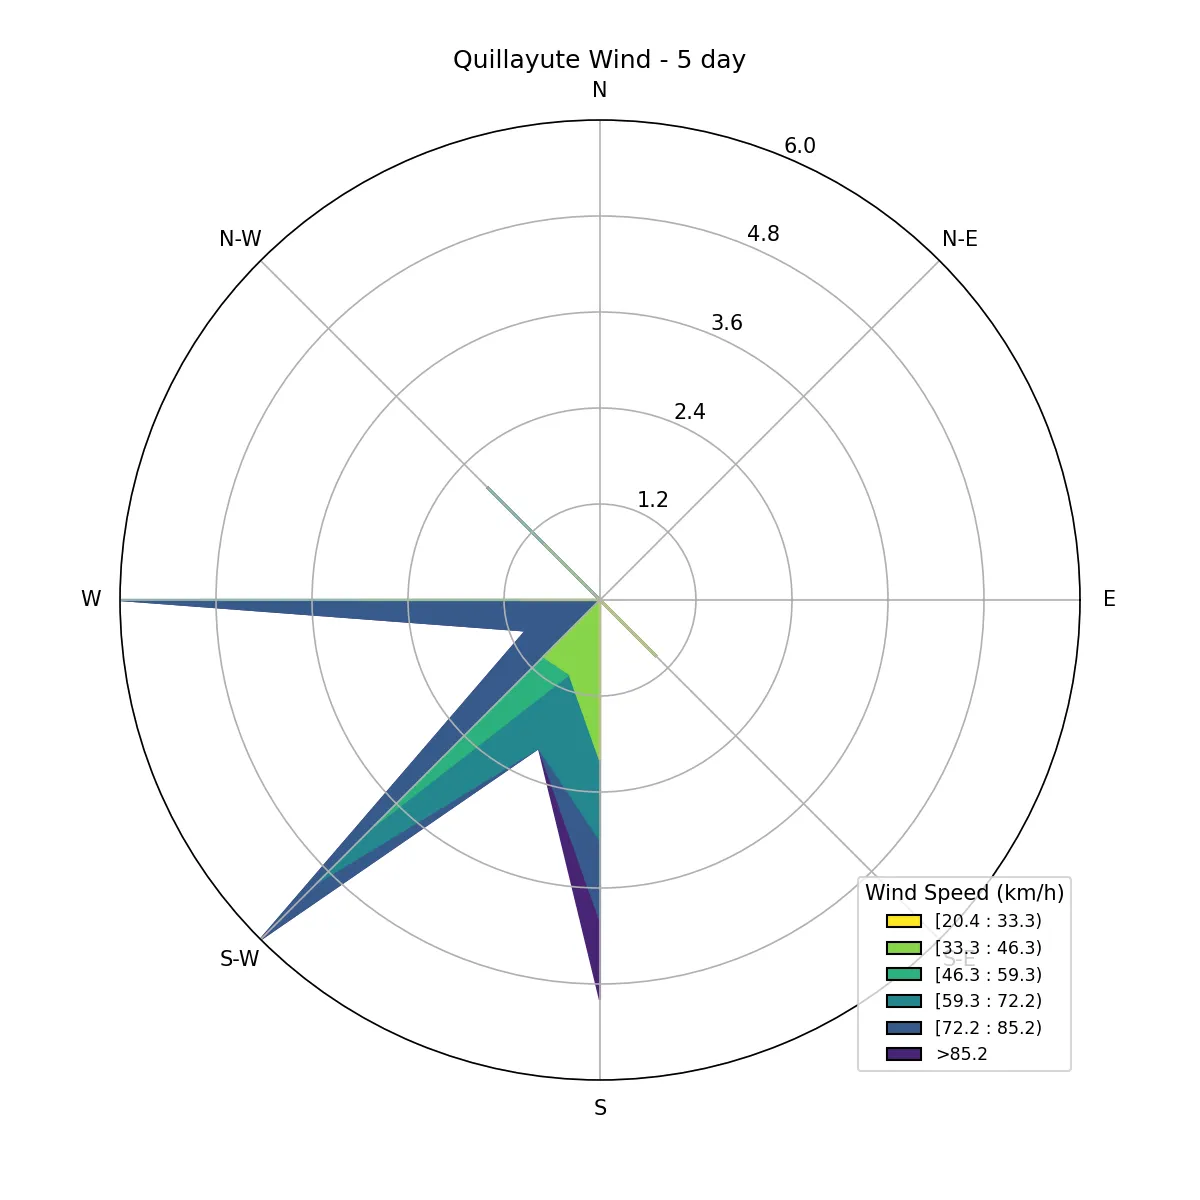 Quillayute Wind - 5 day
N
6.0
N-W
4.8
N-E
3.6
2.4
1.2
W
E
Wind Speed (km/h)
[20.4 : 33.3)
[33.3 : 46.3)
S-W
S-E
[46.3 : 59.3)
[59.3 : 72.2)
[72.2 : 85.2)
>85.2
S